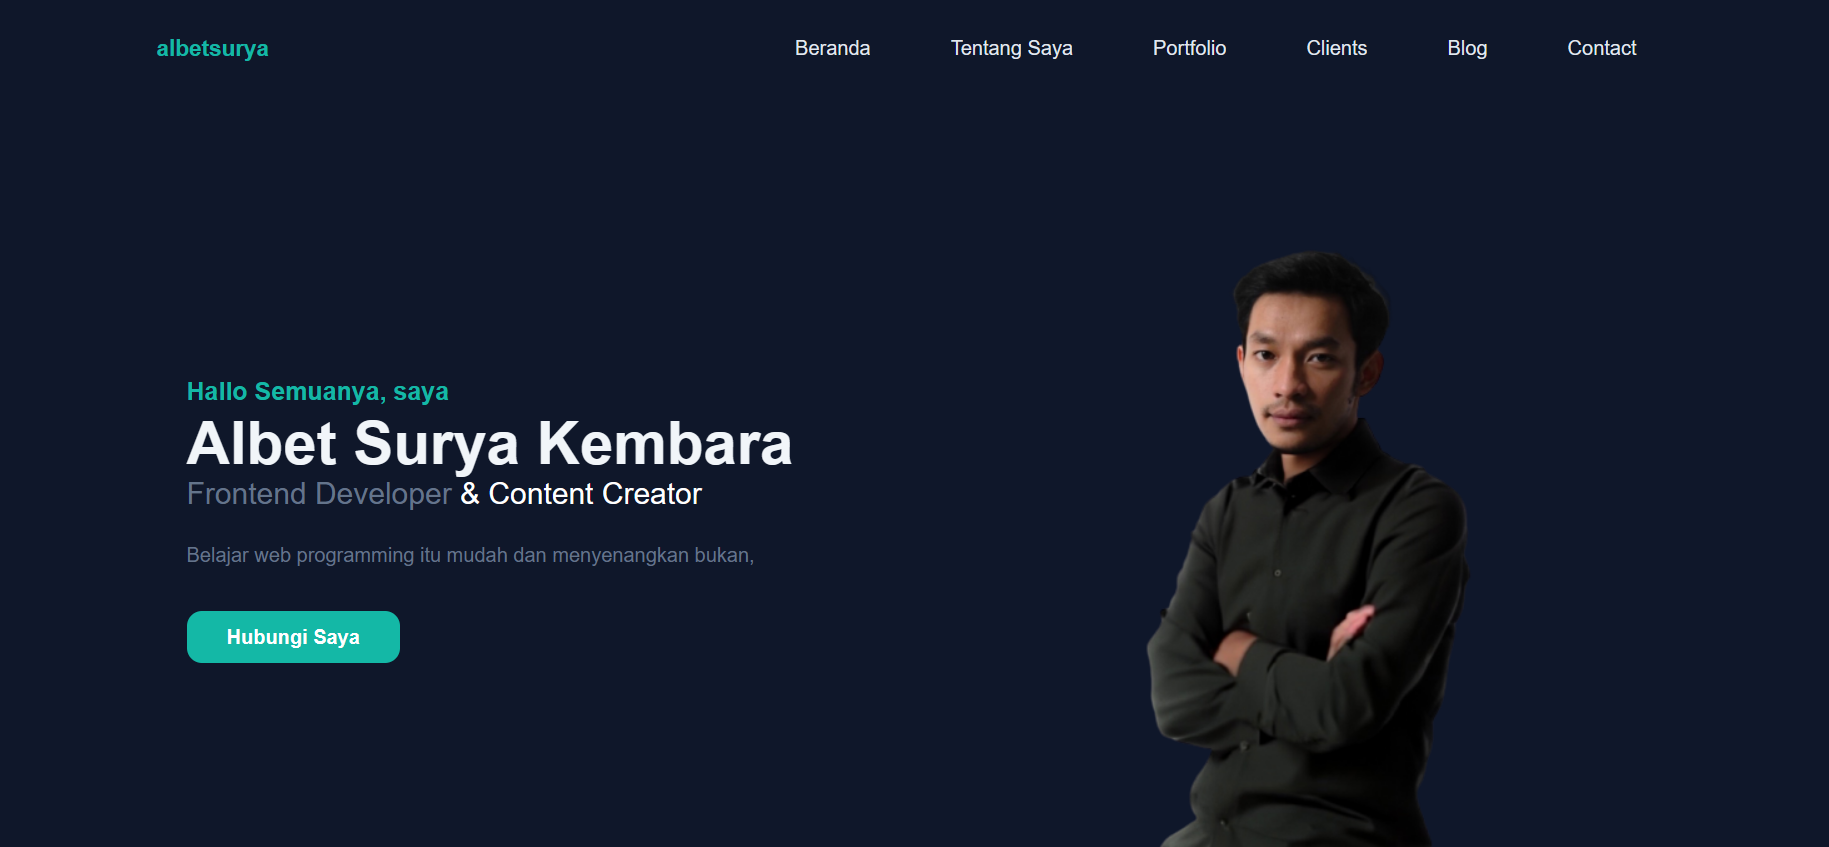 albetsurya
Beranda Tentang Saya Portfolio Clients Blog Contact
Hallo Semuanya, saya
Albet Surya Kembara
Frontend Developer & Content Creator
Belajar web programming itu mudah dan menyenangkan bukan,
Hubungi Saya